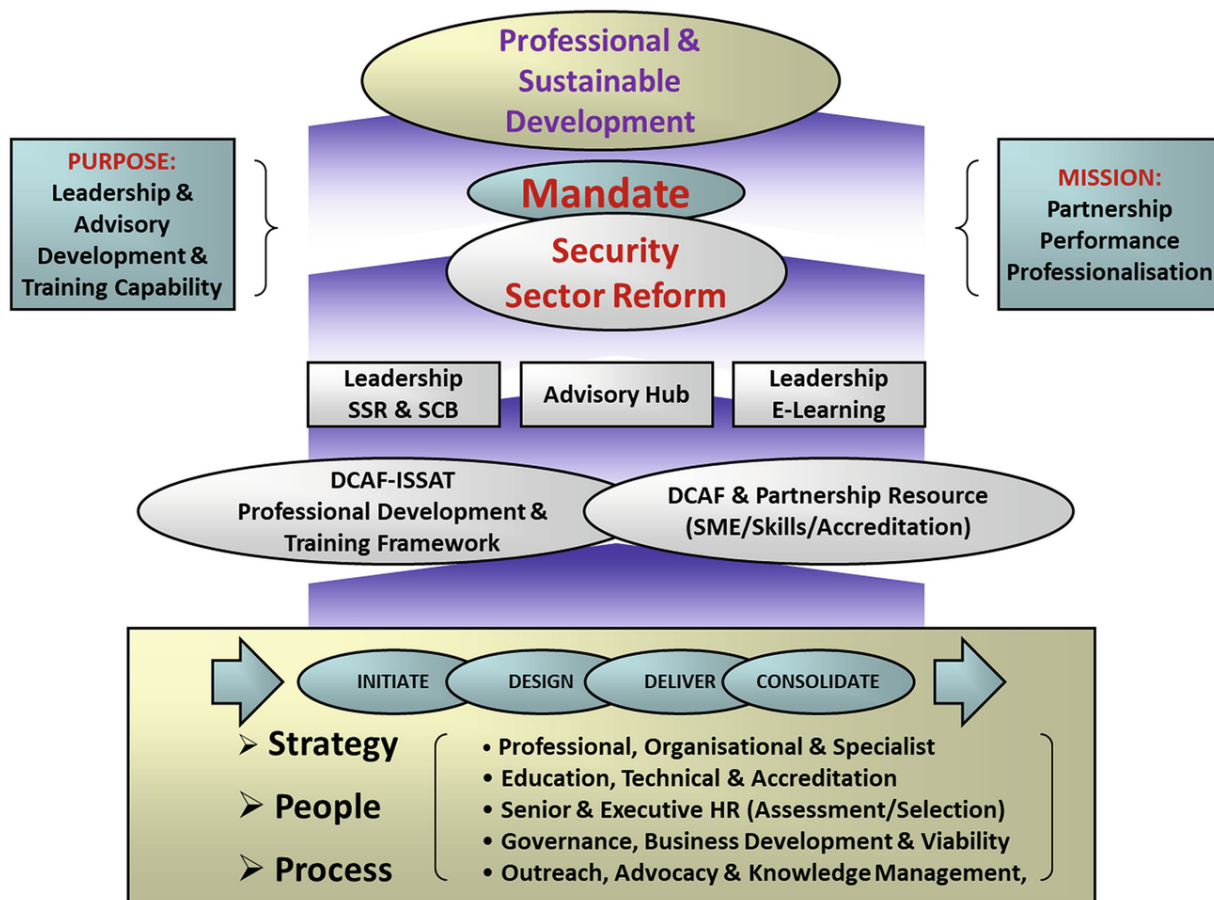 Professional &
Sustainable
Development
PURPOSE:
Leadership &
Advisory
Development &
Training Capability
Mandate
Security
Sector Reform
MISSION:
Partnership
Performance
Professionalisation
Leadership
SSR & SCB
Advisory Hub
Leadership
E-Learning
DCAF-ISSAT
Professional Development &
Training Framework
DCAF & Partnership Resource
(SME/Skills/Accreditation)
INITIATE
DESIGN
DELIVER
CONSOLIDATE
➢ Strategy
➢ People
➢ Process
• Professional, Organisational & Specialist
• Education, Technical & Accreditation
• Senior & Executive HR (Assessment/Selection)
• Governance, Business Development & Viability
• Outreach, Advocacy & Knowledge Management,